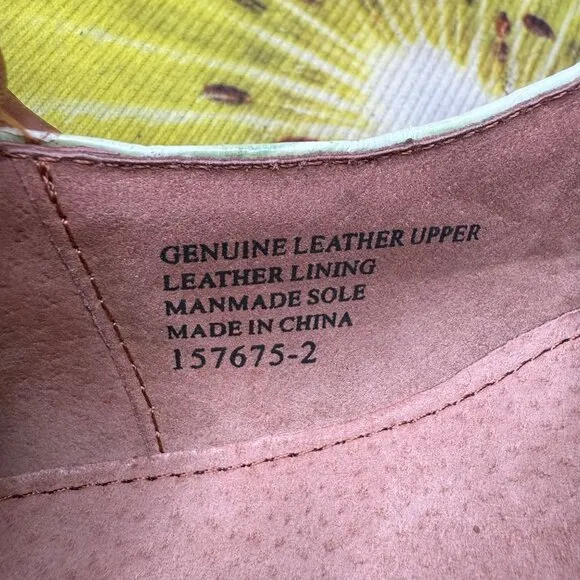 GENUINE LEATHER UPPER
LEATHER LINING
MANMADE SOLE
MADE IN CHINA
157675-2